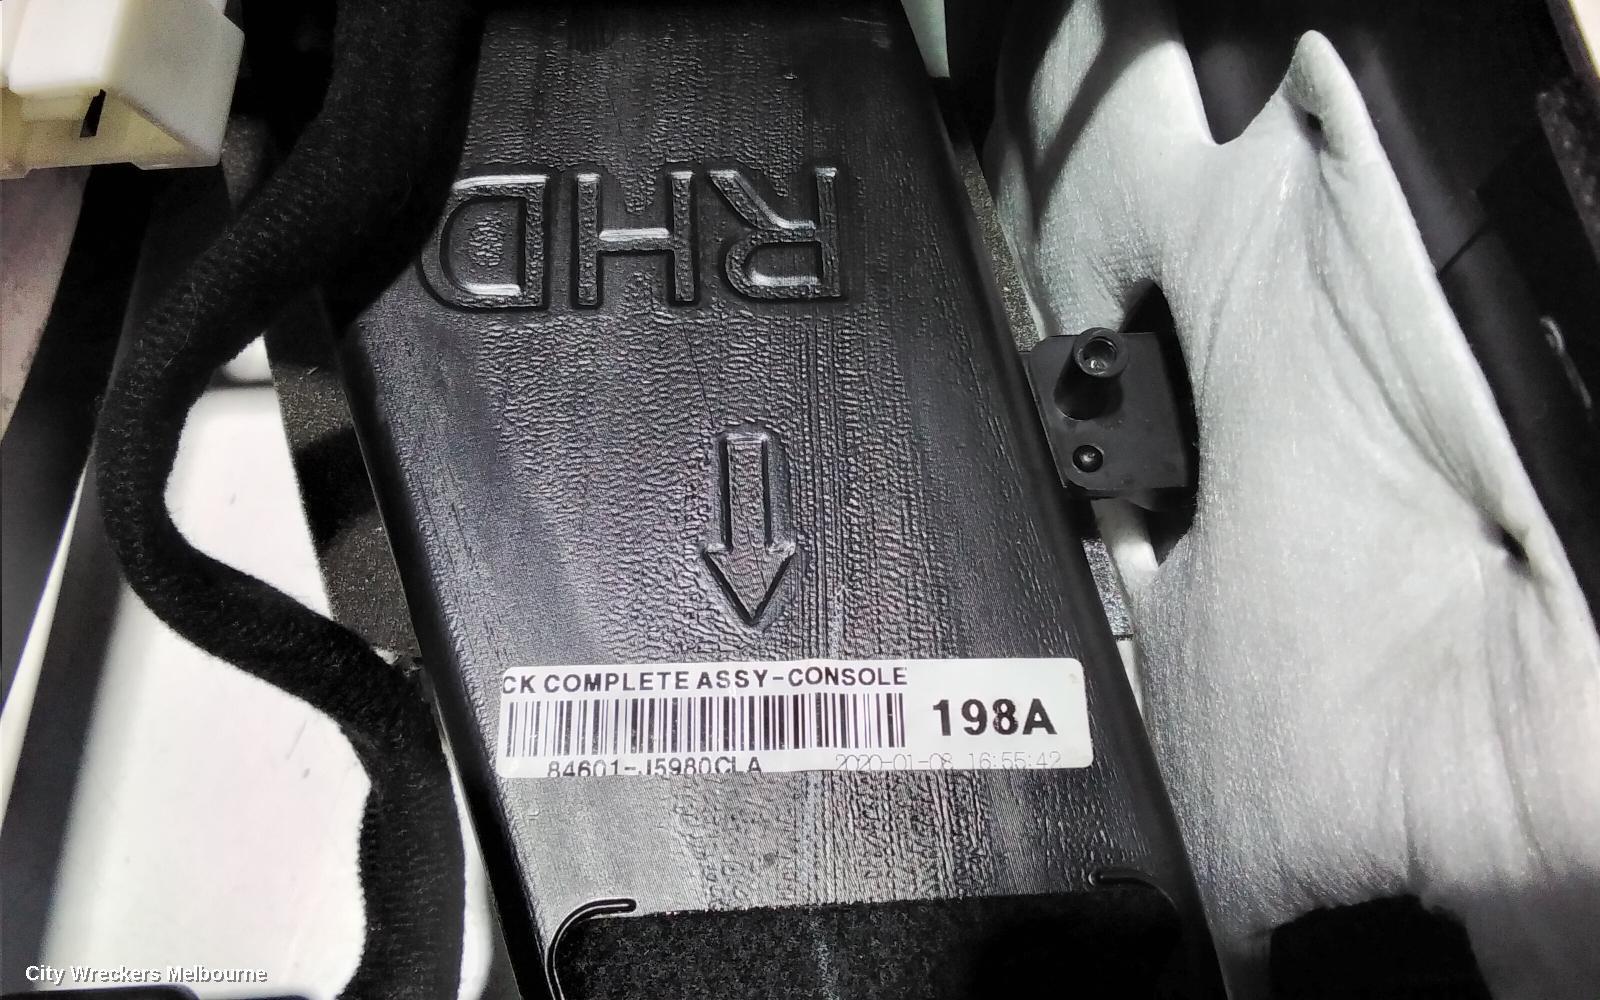 RHD
CK COMPLETE ASSY-CONSOLE
198A
84601-J5980CLA
2020-01-08 16:55:42
City Wreckers Melbourne